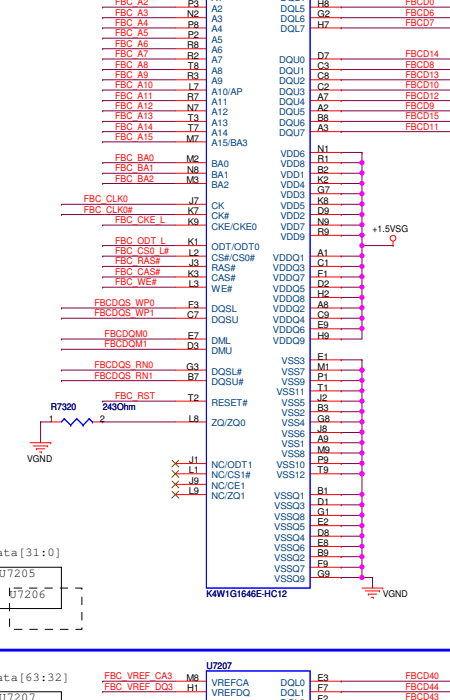 FBC_A2 P3 A2 DQL5 H8 FBCD0
FBC_A3 N2 A3 DQL6 G2 FBCD6
FBC_A4 P8 A4 DQL7 H7 FBCD7
FBC_A5 P2 A5
FBC_A6 R8 A6
FBC_A7 R2 A7 DQU0 D7 FBCD14
FBC_A8 T8 A8 DQU1 C3 FBCD8
FBC_A9 R3 A9 DQU2 C8 FBCD13
FBC_A10 L7 A10/AP DQU3 C2 FBCD10
FBC_A11 R7 A11 DQU4 A7 FBCD12
FBC_A12 N7 A12 DQU5 A2 FBCD9
FBC_A13 T3 A13 DQU6 B8 FBCD15
FBC_A14 T7 A14 DQU7 A3 FBCD11
FBC_A15 M7 A15/BA3
VDD6 N1
FBC_BA0 M2 BA0 VDD8 R1
FBC_BA1 N8 BA1 VDD1 B2
FBC_BA2 M3 BA2 VDD4 K2
VDD3 G7
FBC_CLK0 J7 CK VDD5 K8
FBC_CLK0# K7 CK# VDD2 D9
FBC_CKE_L K9 CKE/CKE0 VDD7 N9
VDD9 R9 +1.5VSG
FBC_ODT_L K1 ODT/ODT0
FBC_CS0_L# L2 CS#/CS0# VDDQ1 A1
FBC_RAS# J3 RAS# VDDQ3 C1
FBC_CAS# K3 CAS# VDDQ7 F1
FBC_WE# L3 WE# VDDQ5 D2
VDDQ8 H2
FBCDQS_WP0 F3 DQSL VDDQ2 A8
FBCDQS_WP1 C7 DQSU VDDQ4 C9
VDDQ6 E9
FBCDQM0 E7 DML VDDQ9 H9
FBCDQM1 D3 DMU
VSS3 E1
FBCDQS_RN0 G3 DQSL# VSS7 M1
FBCDQS_RN1 B7 DQSU# VSS9 P1
VSS11 T1
FBC_RST T2 RESET# VSS5 J2
R7320 243Ohm VSS2 B3
1 2 L8 ZQ/ZQ0 VSS4 G8
VSS6 J8
VSS1 A9
VGND VSS8 M9
J1 NC/ODT1 VSS10 P9
L1 NC/CS1# VSS12 T9
J9 NC/CE1
L9 NC/ZQ1 VSSQ1 B1
VSSQ3 D1
VSSQ8 G1
VSSQ5 E2
VSSQ4 D8
VSSQ6 E8
ata[31:0] VSSQ2 B9
VSSQ7 F9
U7205 VSSQ9 G9
U7206 K4W1G1646E-HC12 VGND
U7207
ata[63:32] FBC_VREF_CA3 M8 VREFCA DQL0 E3 FBCD40
FBC_VREF_DQ3 H1 VREFDQ DQL1 F7 FBCD44
U7207 F2 FBCD43